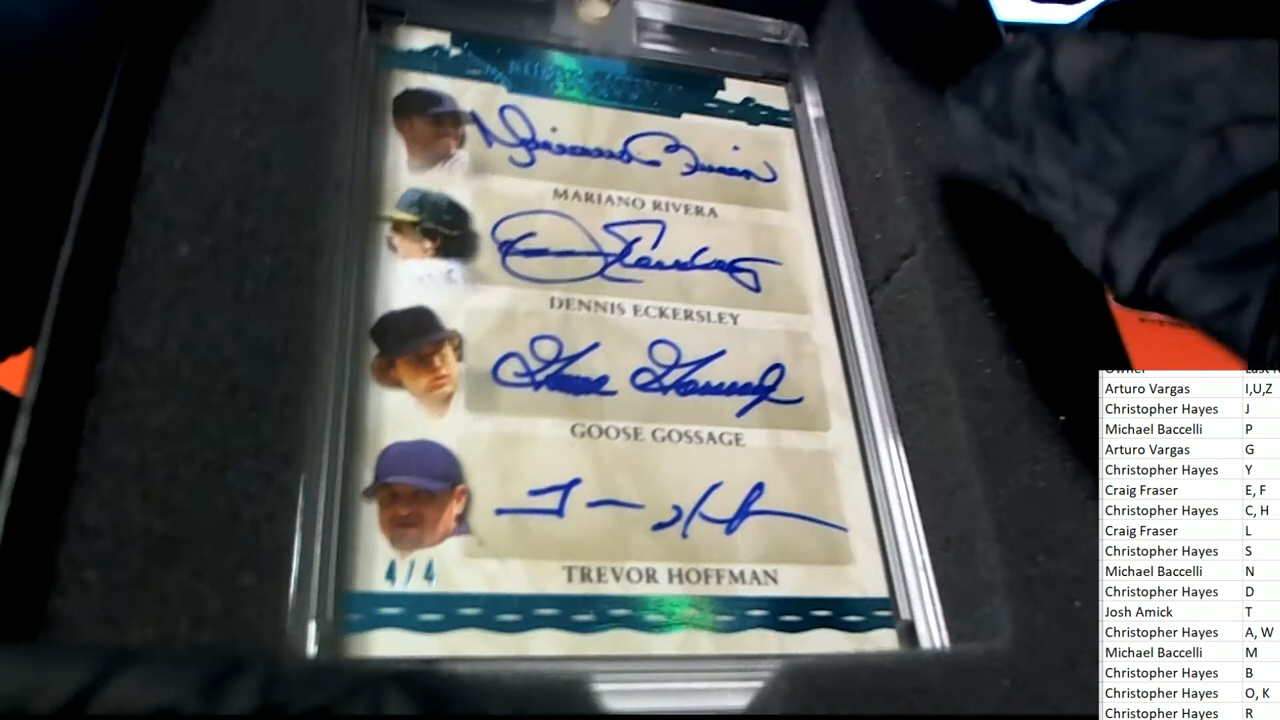 Mariano Rivera
MARIANO RIVERA
DENNIS ECKERSLEY
GOOSE GOSSAGE
TREVOR HOFFMAN
4/4
Arturo Vargas I,U,Z
Christopher Hayes J
Michael Baccelli P
Arturo Vargas G
Christopher Hayes Y
Craig Fraser E, F
Christopher Hayes C, H
Craig Fraser L
Christopher Hayes S
Michael Baccelli N
Christopher Hayes D
Josh Amick T
Christopher Hayes A, W
Michael Baccelli M
Christopher Hayes B
Christopher Hayes O, K
Christopher Hayes R